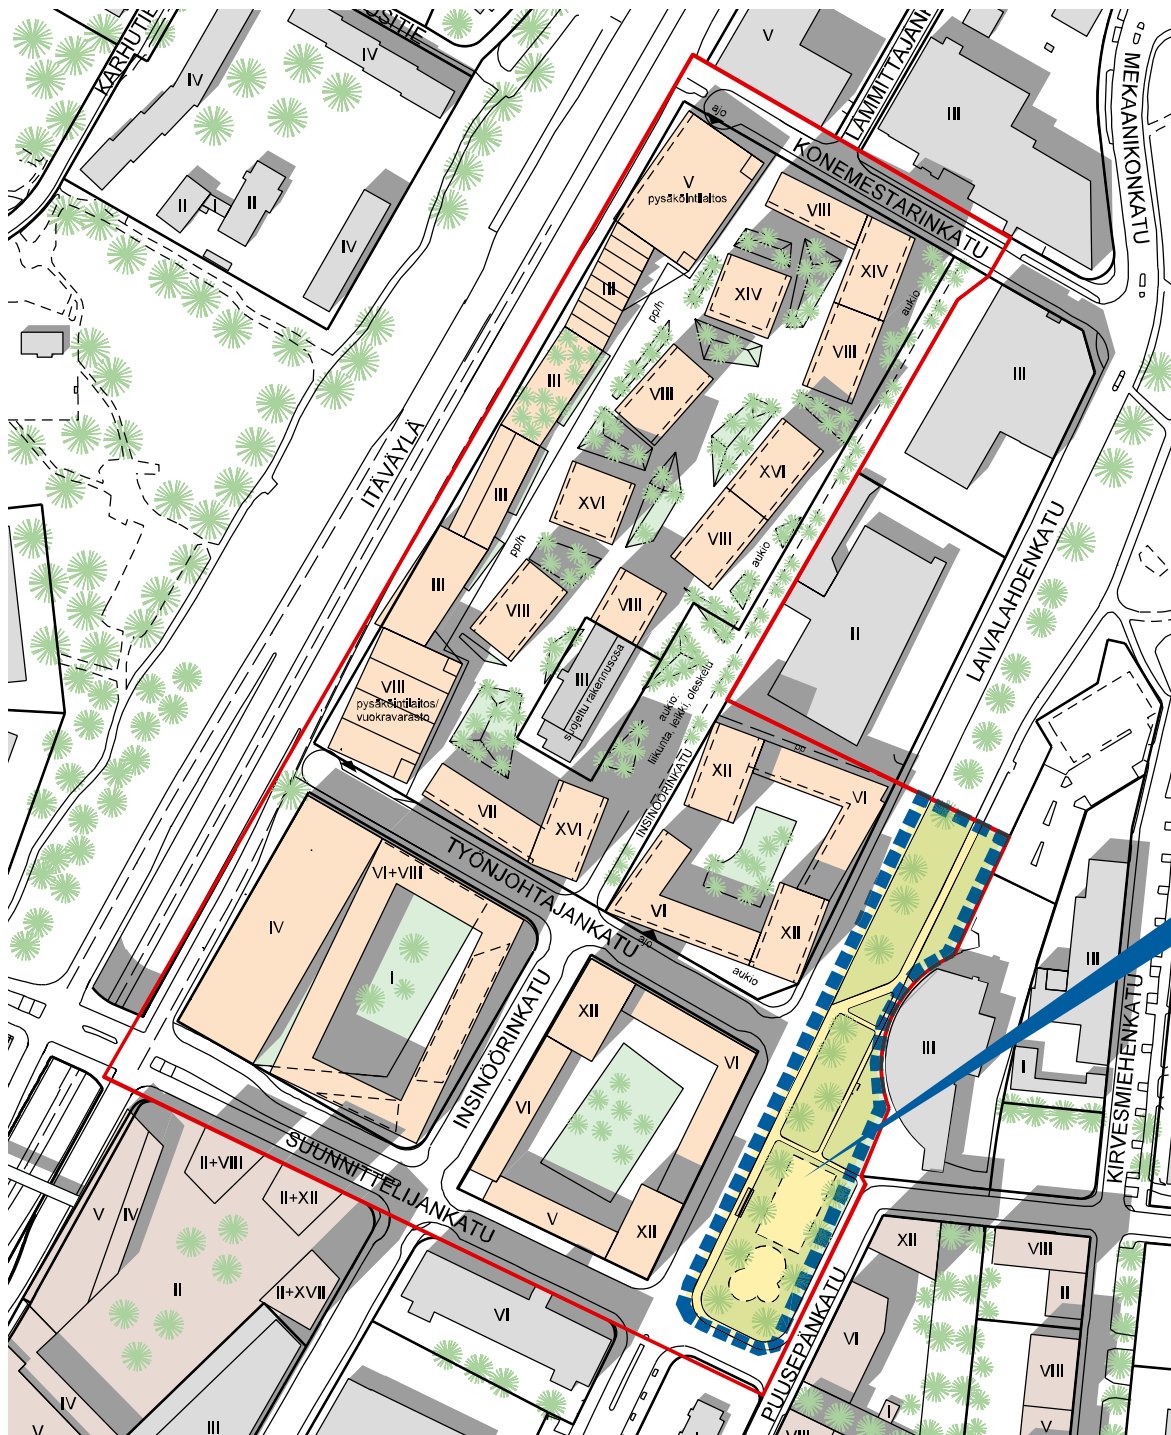 KARHUTIE
OSITIE
IV
IV
II
I
II
IV
V
LÄMMITTÄJÄN
III
MEKAANIKONKATU
ajo
KONEMESTARINKATU
V
pysäköintilaitos
VIII
XIV
III
XIV
aukio
pp/h
VIII
III
VIII
III
ITÄVÄYLÄ
XVI
III
XVI
pp/h
VIII
aukio
LAIVALAHDENKATU
III
VIII
VIII
II
VIII
pysäköintilaitos/
vuokravarasto
III
suojeltu rakennusosa
aukio:
liikunta, leikki, oleskelu
pp
XII
VI
INSINÖÖRINKATU
VII
XVI
TYÖNJOHTAJANKATU
VI+VIII
IV
I
VI
ajo
XII
aukio
INSINÖÖRINKATU
XII
VI
VI
V
XII
III
III
I
KIRVESMIEHENKATU
SUUNNITTELIJANKATU
II+VIII
V
IV
II+XII
II
II+XVII
VI
IV
V
III
PUUSEPÄNKATU
XII
VIII
II
VI
VIII
V
I
I
VIII